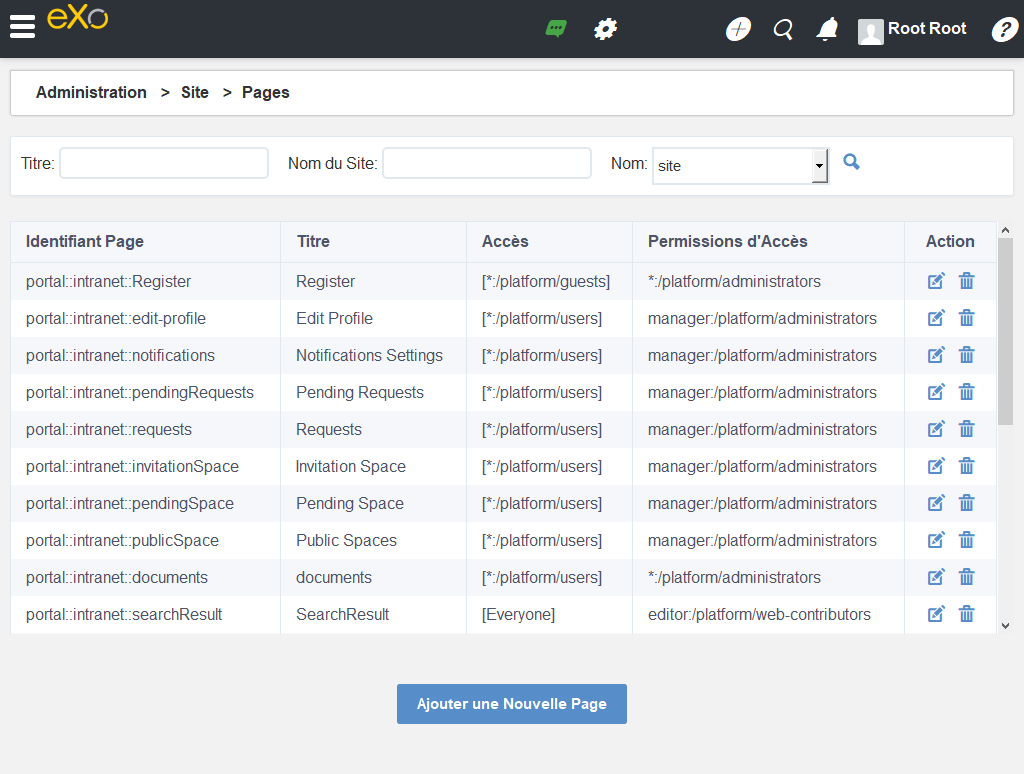 eXo
Root Root
?
Administration > Site > Pages
Titre: Nom du Site: Nom: site
Identifiant Page Titre Accès Permissions d'Accès Action
portal::intranet::Register Register [*:/platform/guests] *:/platform/administrators
portal::intranet::edit-profile Edit Profile [*:/platform/users] manager:/platform/administrators
portal::intranet::notifications Notifications Settings [*:/platform/users] manager:/platform/administrators
portal::intranet::pendingRequests Pending Requests [*:/platform/users] manager:/platform/administrators
portal::intranet::requests Requests [*:/platform/users] manager:/platform/administrators
portal::intranet::invitationSpace Invitation Space [*:/platform/users] manager:/platform/administrators
portal::intranet::pendingSpace Pending Space [*:/platform/users] manager:/platform/administrators
portal::intranet::publicSpace Public Spaces [*:/platform/users] manager:/platform/administrators
portal::intranet::documents documents [*:/platform/users] *:/platform/administrators
portal::intranet::searchResult SearchResult [Everyone] editor:/platform/web-contributors
Ajouter une Nouvelle Page